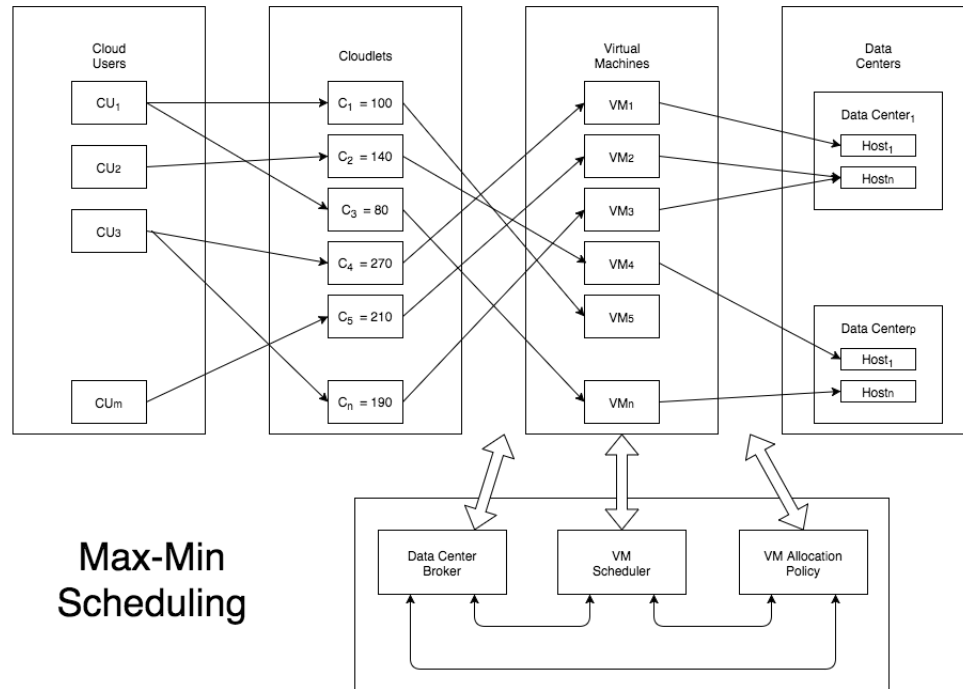 Cloud
Users
CU1
CU2
CU3
CUm
Cloudlets
C1 = 100
C2 = 140
C3 = 80
C4 = 270
C5 = 210
Cn = 190
Virtual
Machines
VM1
VM2
VM3
VM4
VM5
VMn
Data
Centers
Data Center1
Host1
Hostn
Data Centerp
Host1
Hostn
Max-Min
Scheduling
Data Center
Broker
VM
Scheduler
VM Allocation
Policy